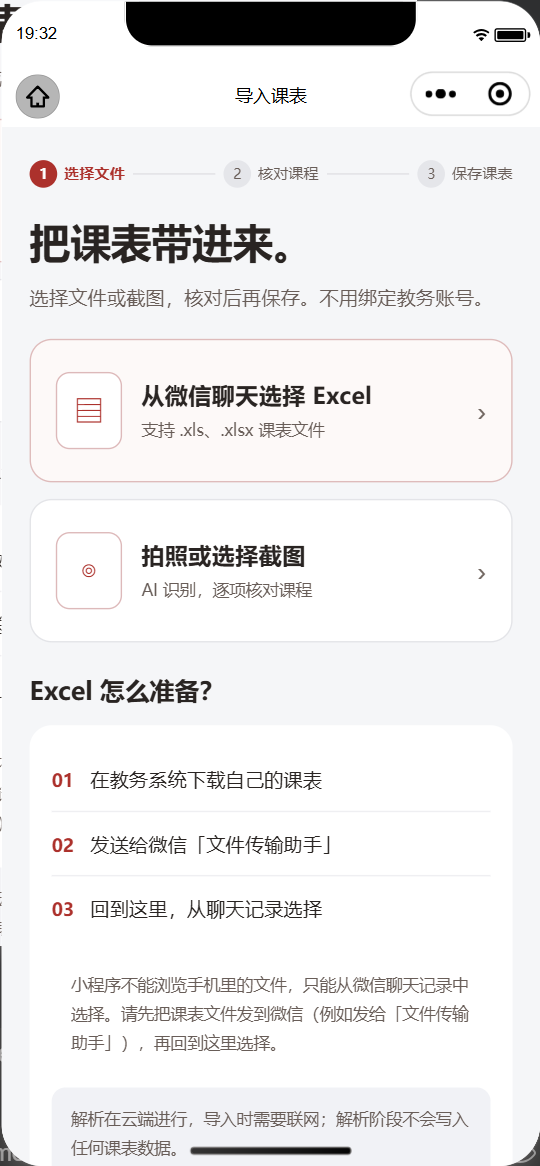 19:32
导入课表
1 选择文件 2 核对课程 3 保存课表
把课表带进来。
选择文件或截图，核对后再保存。不用绑定教务账号。
从微信聊天选择 Excel
支持 .xls、.xlsx 课表文件
拍照或选择截图
AI 识别，逐项核对课程
Excel 怎么准备？
01 在教务系统下载自己的课表
02 发送给微信「文件传输助手」
03 回到这里，从聊天记录选择
小程序不能浏览手机里的文件，只能从微信聊天记录中
选择。请先把课表文件发到微信（例如发给「文件传输
助手」），再回到这里选择。
解析在云端进行，导入时需要联网；解析阶段不会写入
任何课表数据。